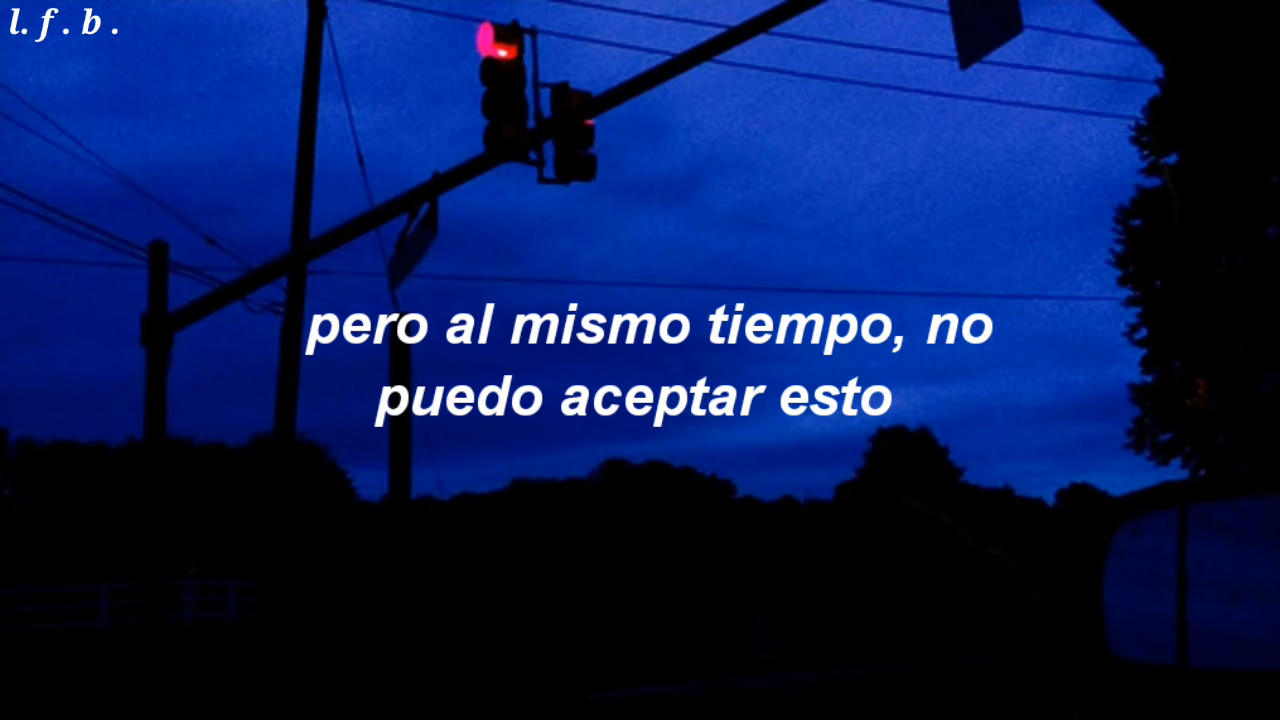 l. f . b .
pero al mismo tiempo, no
puedo aceptar esto